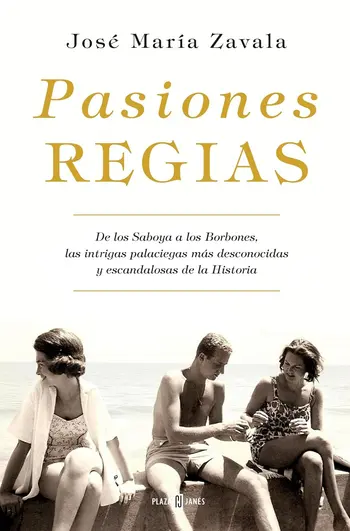 José María Zavala
Pasiones
REGIAS
De los Saboya a los Borbones,
las intrigas palaciegas más desconocidas
y escandalosas de la Historia
PLAZA JANÉS